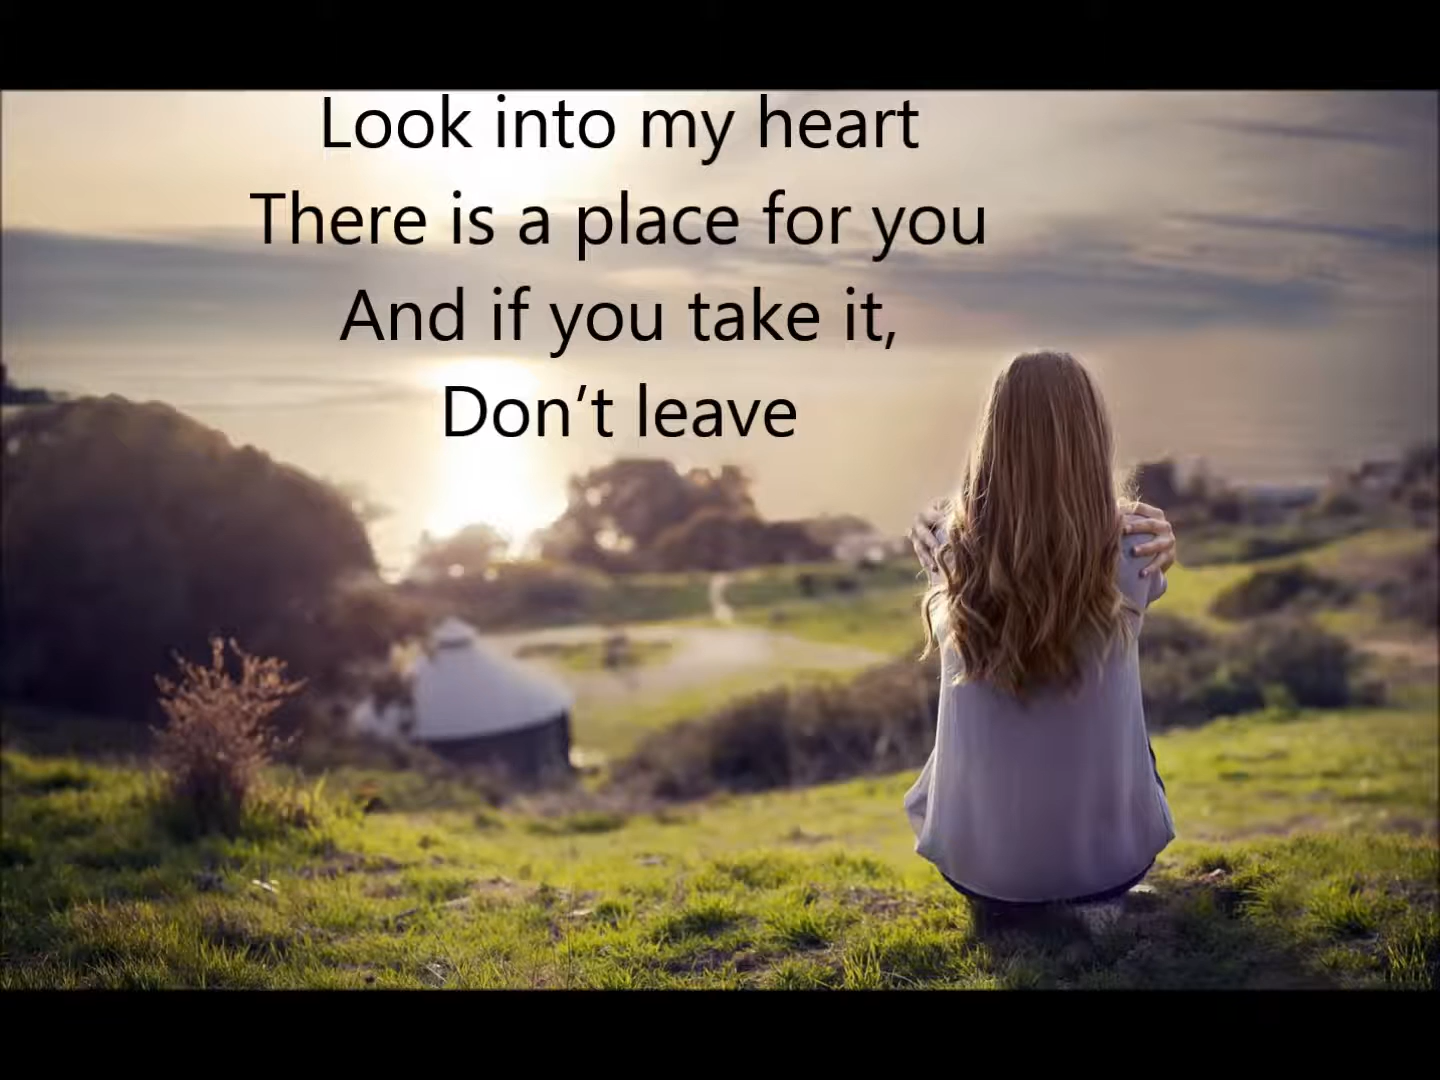 Look into my heart
There is a place for you
And if you take it,
Don’t leave